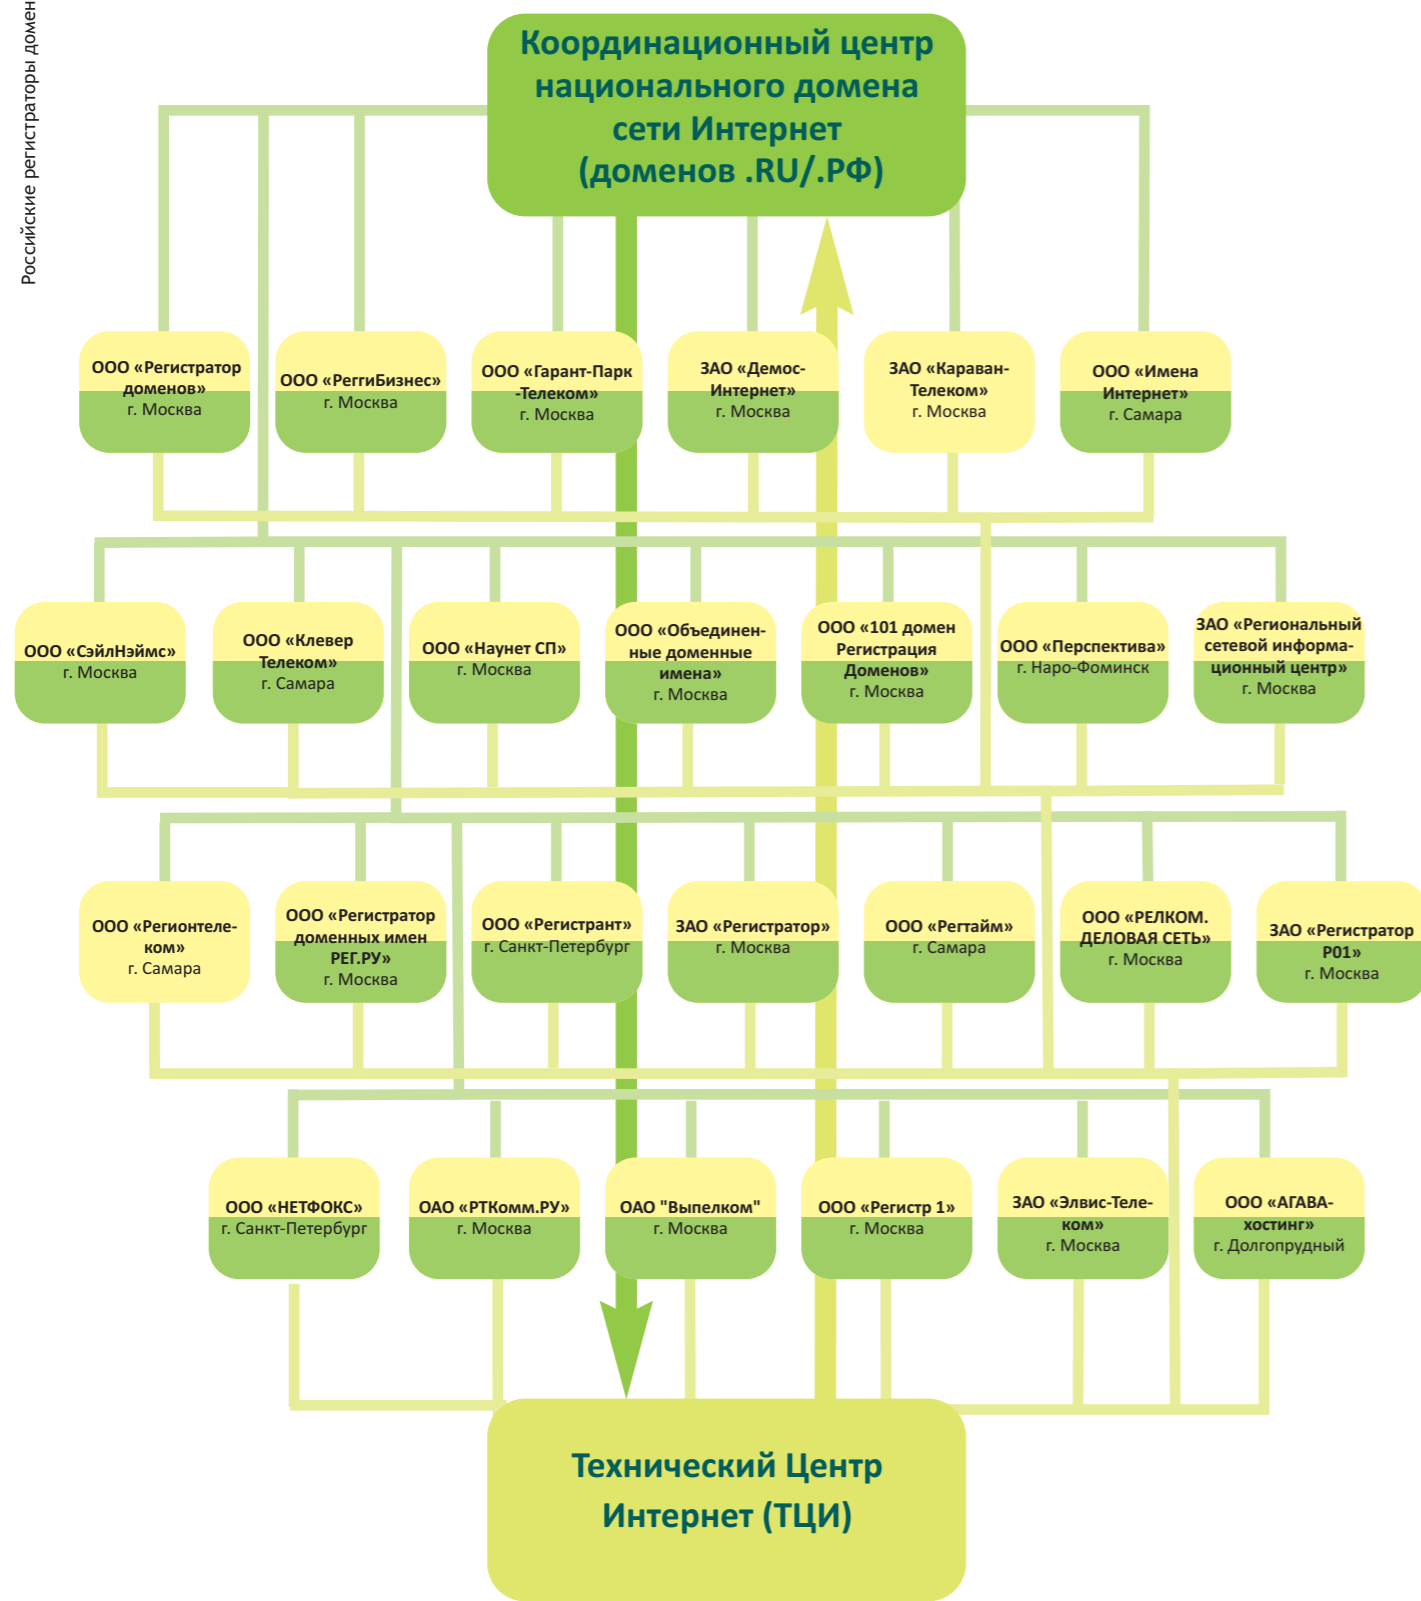 Российские регистраторы домен
Координационный центр
национального домена
сети Интернет
(доменов .RU/.РФ)
ООО «Регистратор
доменов»
г. Москва
ООО «РеггиБизнес»
г. Москва
ООО «Гарант-Парк
-Телеком»
г. Москва
ЗАО «Демос-
Интернет»
г. Москва
ЗАО «Караван-
Телеком»
г. Москва
ООО «Имена
Интернет»
г. Самара
ООО «СэйлНэймс»
г. Москва
ООО «Клевер
Телеком»
г. Самара
ООО «Наунет СП»
г. Москва
ООО «Объединен-
ные доменные
имена»
г. Москва
ООО «101 домен
Регистрация
Доменов»
г. Москва
ООО «Перспектива»
г. Наро-Фоминск
ЗАО «Региональный
сетевой информа-
ционный центр»
г. Москва
ООО «Регионтеле-
ком»
г. Самара
ООО «Регистратор
доменных имен
РЕГ.РУ»
г. Москва
ООО «Регистрант»
г. Санкт-Петербург
ЗАО «Регистратор»
г. Москва
ООО «Регтайм»
г. Самара
ООО «РЕЛКОМ.
ДЕЛОВАЯ СЕТЬ»
г. Москва
ЗАО «Регистратор
Р01»
г. Москва
ООО «НЕТФОКС»
г. Санкт-Петербург
ОАО «РТКомм.РУ»
г. Москва
ОАО "Выпелком"
г. Москва
ООО «Регистр 1»
г. Москва
ЗАО «Элвис-Теле-
ком»
г. Москва
ООО «АГАВА-
хостинг»
г. Долгопрудный
Технический Центр
Интернет (ТЦИ)